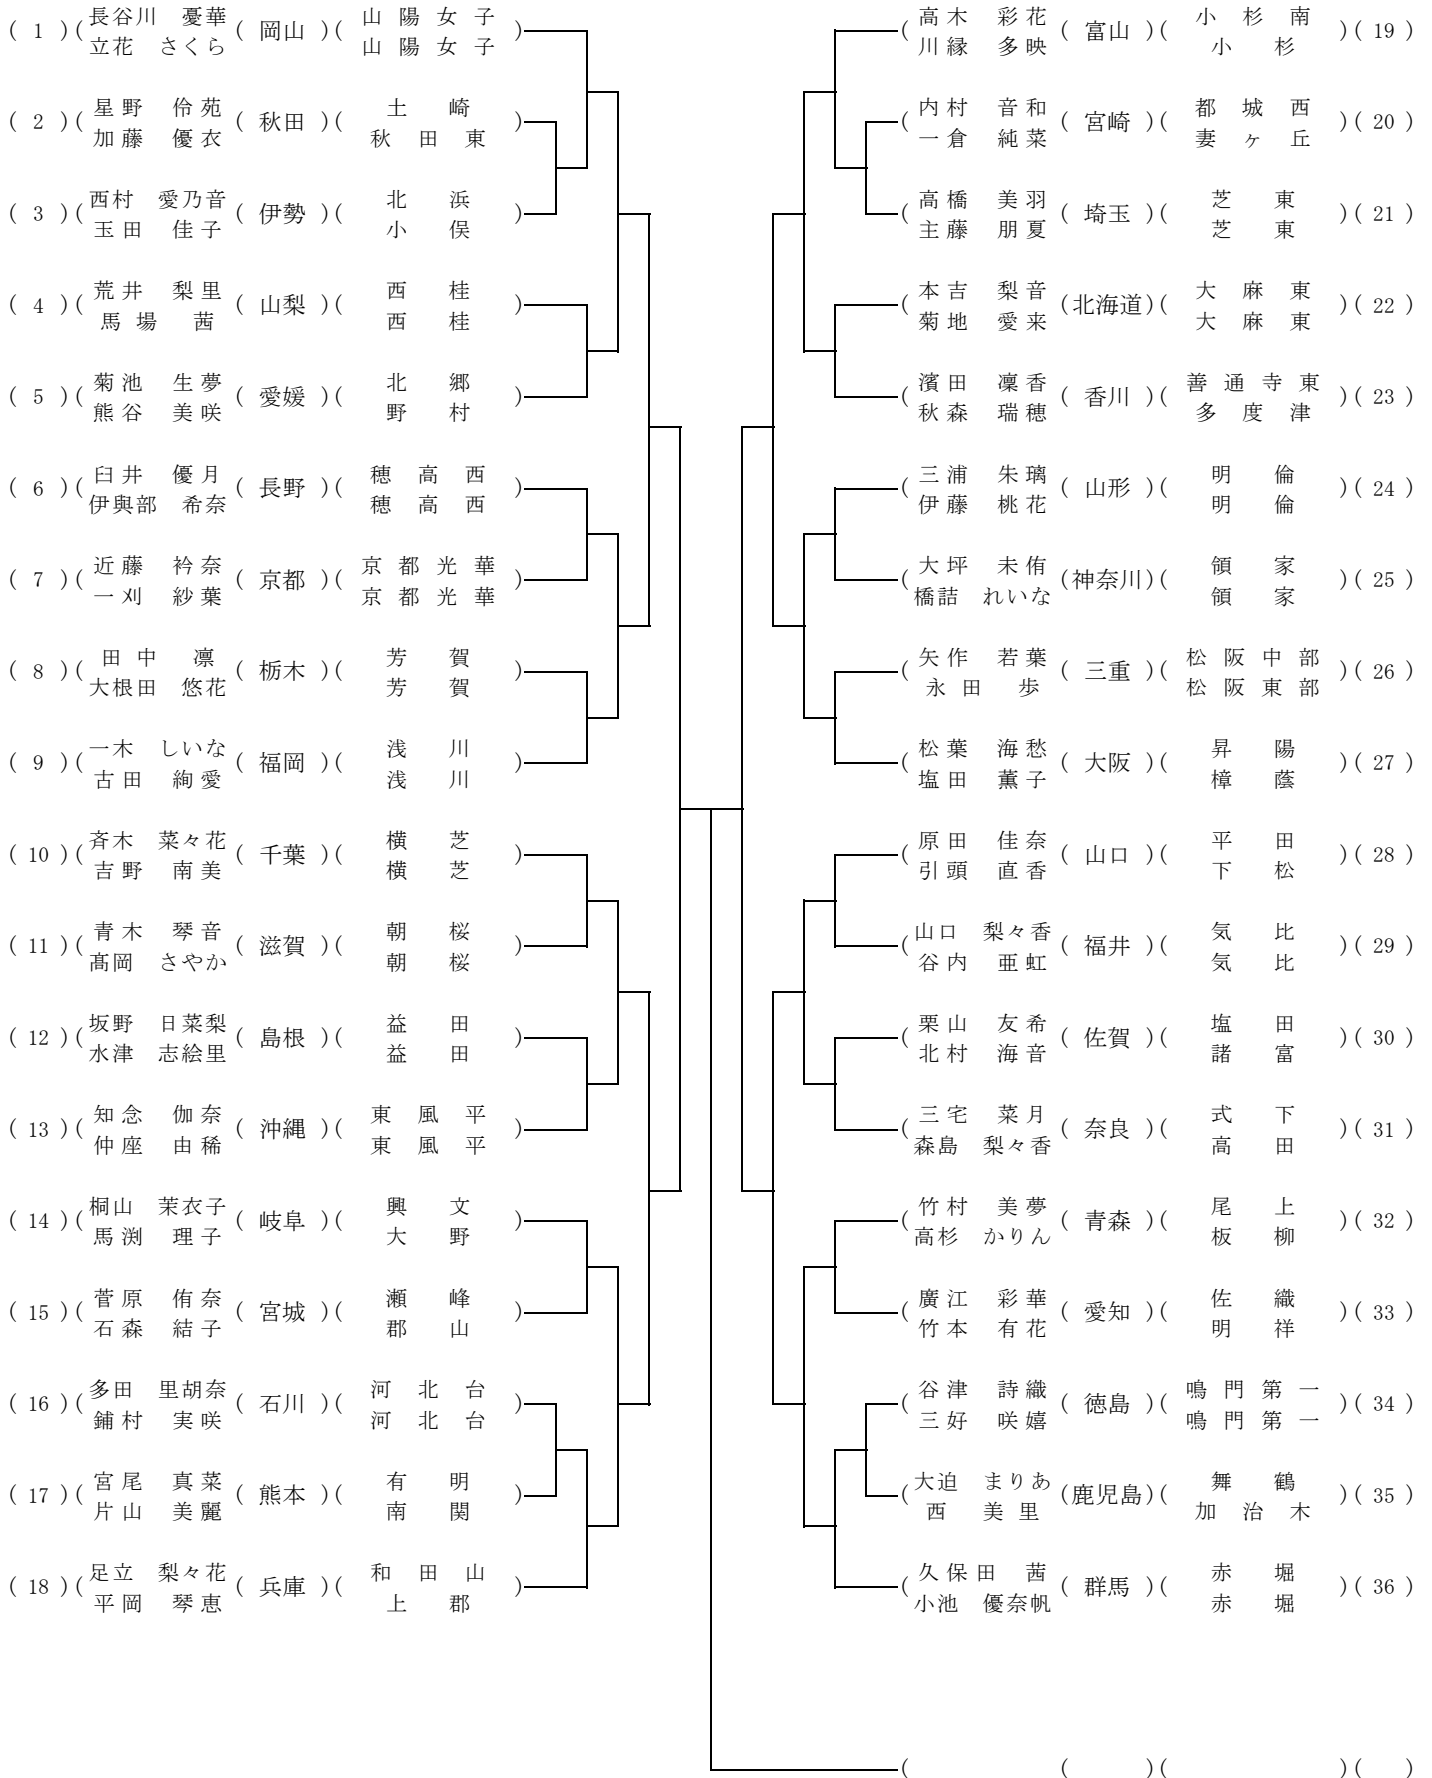 長谷川 憂華 山陽女子
( 1 )( ( 岡山 )( )
立花 さくら 山陽女子
星野 伶苑 土崎
( 2 )( ( 秋田 )( )
加藤 優衣 秋田東
西村 愛乃音 北浜
( 3 )( ( 伊勢 )( )
玉田 佳子 小俣
荒井 梨里 西桂
( 4 )( ( 山梨 )( )
馬場 茜 西桂
菊池 生夢 北郷
( 5 )( ( 愛媛 )( )
熊谷 美咲 野村
臼井 優月 穂高西
( 6 )( ( 長野 )( )
伊與部 希奈 穂高西
近藤 衿奈 京都光華
( 7 )( ( 京都 )( )
一刈 紗葉 京都光華
田中 凛 芳賀
( 8 )( ( 栃木 )( )
大根田 悠花 芳賀
一木 しいな 浅川
( 9 )( ( 福岡 )( )
古田 絢愛 浅川
斉木 菜々花 横芝
( 10 )( ( 千葉 )( )
吉野 南美 横芝
青木 琴音 朝桜
( 11 )( ( 滋賀 )( )
髙岡 さやか 朝桜
坂野 日菜梨 益田
( 12 )( ( 島根 )( )
水津 志絵里 益田
知念 伽奈 東風平
( 13 )( ( 沖縄 )( )
仲座 由稀 東風平
桐山 茉衣子 興文
( 14 )( ( 岐阜 )( )
馬渕 理子 大野
菅原 侑奈 瀬峰
( 15 )( ( 宮城 )( )
石森 結子 郡山
多田 里胡奈 河北台
( 16 )( ( 石川 )( )
鋪村 実咲 河北台
宮尾 真菜 有明
( 17 )( ( 熊本 )( )
片山 美麗 南関
足立 梨々花 和田山
( 18 )( ( 兵庫 )( )
平岡 琴恵 上郡
高木 彩花 小杉南
( ( 富山 )( )( 19 )
川縁 多映 小杉
内村 音和 都城西
( ( 宮崎 )( )( 20 )
一倉 純菜 妻ヶ丘
高橋 美羽 芝東
( ( 埼玉 )( )( 21 )
主藤 朋夏 芝東
本吉 梨音 大麻東
( (北海道)( )( 22 )
菊地 愛来 大麻東
濱田 凜香 善通寺東
( ( 香川 )( )( 23 )
秋森 瑞穂 多度津
三浦 朱璃 明倫
( ( 山形 )( )( 24 )
伊藤 桃花 明倫
大坪 未侑 領家
( (神奈川)( )( 25 )
橋詰 れいな 領家
矢作 若葉 松阪中部
( ( 三重 )( )( 26 )
永田 歩 松阪東部
松葉 海愁 昇陽
( ( 大阪 )( )( 27 )
塩田 薫子 樟蔭
原田 佳奈 平田
( ( 山口 )( )( 28 )
引頭 直香 下松
山口 梨々香 気比
( ( 福井 )( )( 29 )
谷内 亜虹 気比
栗山 友希 塩田
( ( 佐賀 )( )( 30 )
北村 海音 諸富
三宅 菜月 式下
( ( 奈良 )( )( 31 )
森島 梨々香 高田
竹村 美夢 尾上
( ( 青森 )( )( 32 )
高杉 かりん 板柳
廣江 彩華 佐織
( ( 愛知 )( )( 33 )
竹本 有花 明祥
谷津 詩織 鳴門第一
( ( 徳島 )( )( 34 )
三好 咲嬉 鳴門第一
大迫 まりあ 舞鶴
( (鹿児島)( )( 35 )
西 美里 加治木
久保田 茜 赤堀
( ( 群馬 )( )( 36 )
小池 優奈帆 赤堀
( ( )( )( )